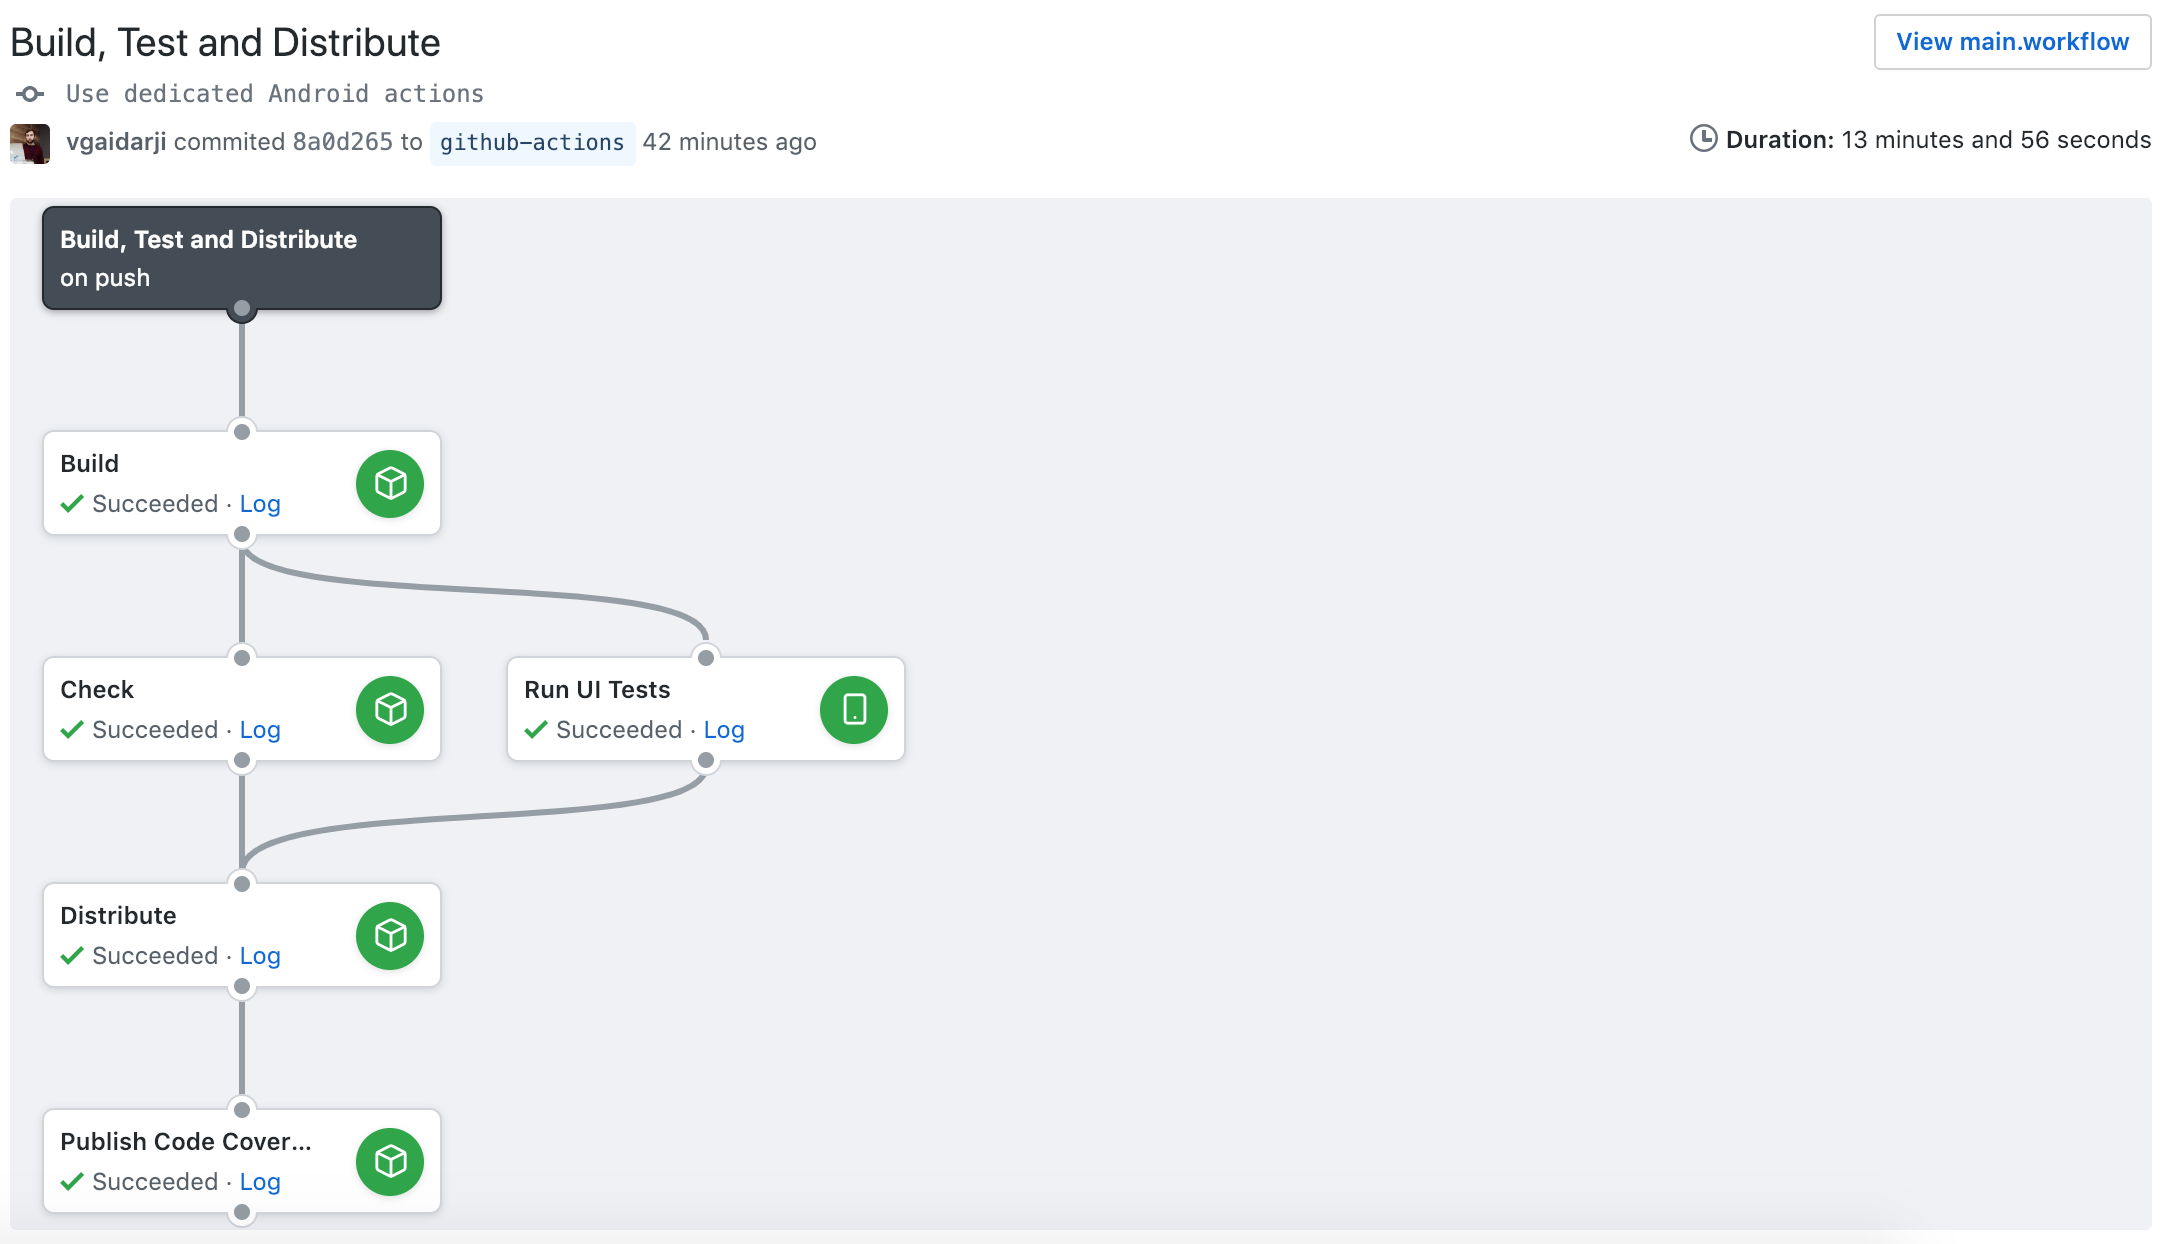 Build, Test and Distribute
View main.workflow
Use dedicated Android actions
vgaidarji commited 8a0d265 to github-actions 42 minutes ago
Duration: 13 minutes and 56 seconds
Build, Test and Distribute
on push
Build
Succeeded · Log
Check
Succeeded · Log
Run UI Tests
Succeeded · Log
Distribute
Succeeded · Log
Publish Code Cover...
Succeeded · Log